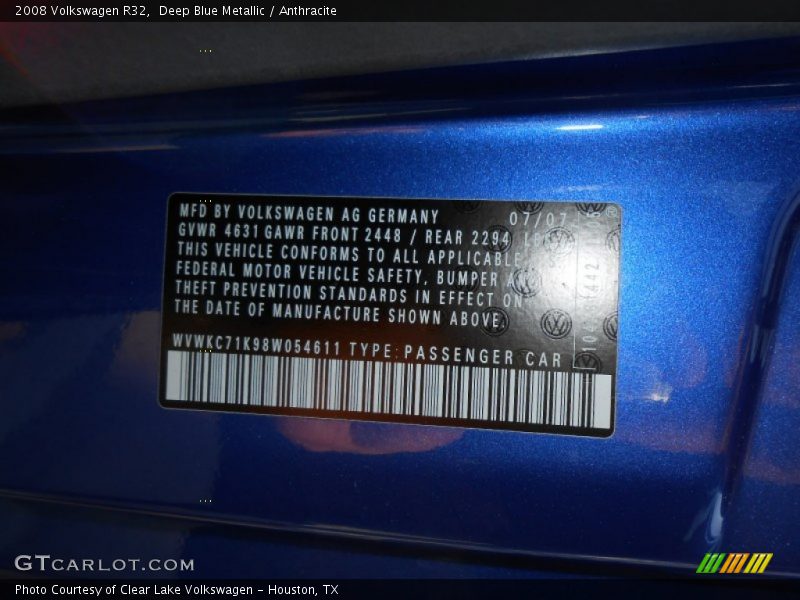 2008 Volkswagen R32, Deep Blue Metallic / Anthracite
MFD BY VOLKSWAGEN AG GERMANY 07/07
GVWR 4631 GAWR FRONT 2448 / REAR 2294
THIS VEHICLE CONFORMS TO ALL APPLICABLE
FEDERAL MOTOR VEHICLE SAFETY, BUMPER
THEFT PREVENTION STANDARDS IN EFFECT ON
THE DATE OF MANUFACTURE SHOWN ABOVE.
WVWKC71K98W054611 TYPE: PASSENGER CAR
GTCARLOT.COM
Photo Courtesy of Clear Lake Volkswagen - Houston, TX